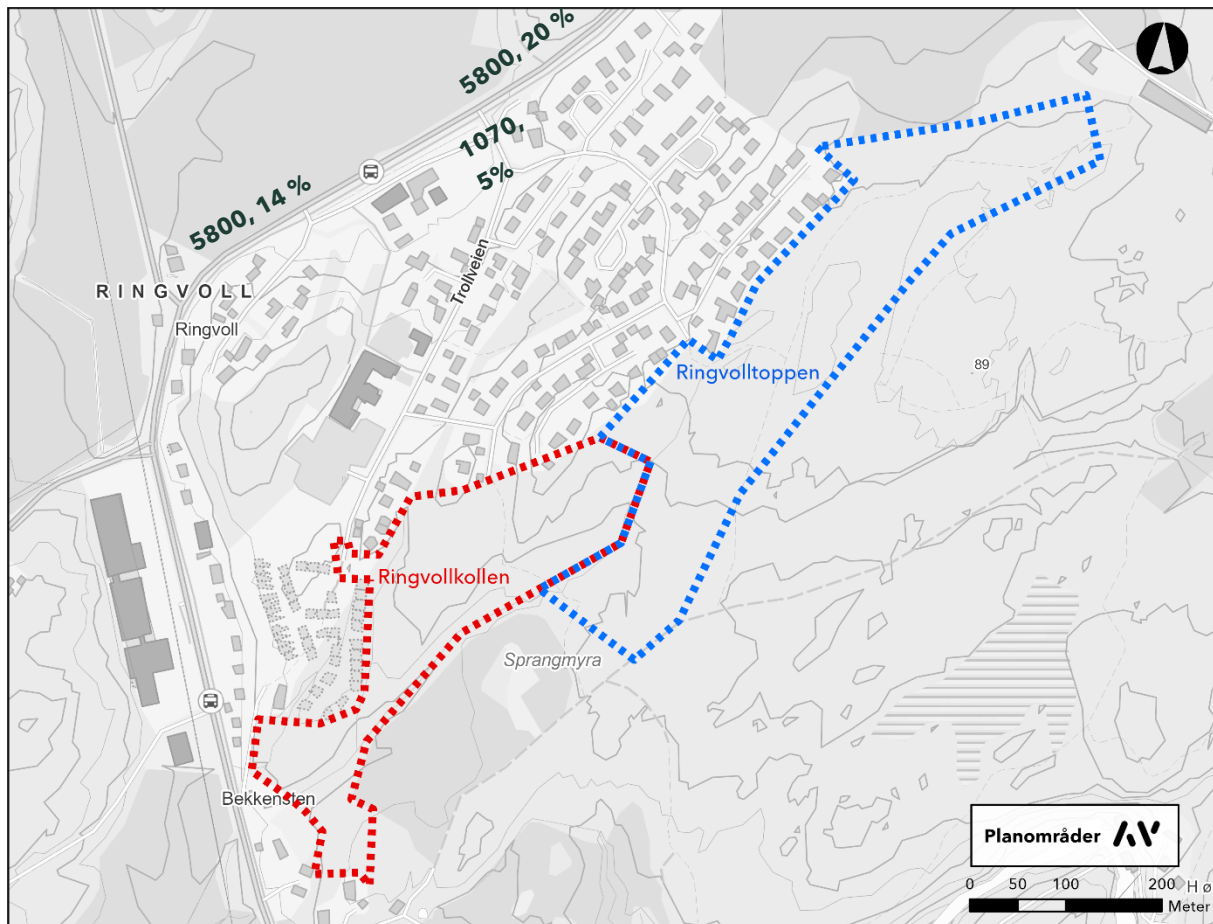 5800, 20 %
1070,
5%
5800, 14 %
Trollveien
RINGVOLL
Ringvoll
Ringvolltoppen
89
Ringvollkollen
Sprangmyra
Bekkensten
Planområder
0 50 100 200
Meter
H ø